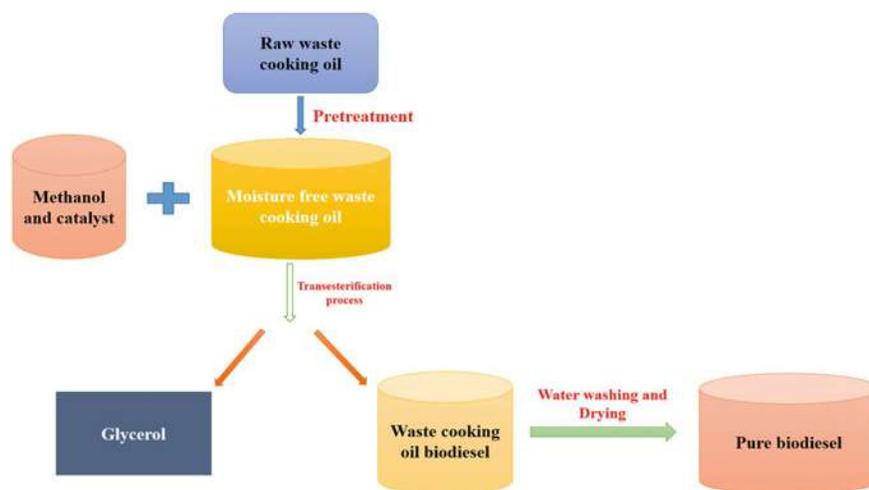 Raw waste
cooking oil
Pretreatment
Methanol
and catalyst
Moisture free waste
cooking oil
Transesterification
process
Glycerol
Waste cooking
oil biodiesel
Water washing and
Drying
Pure biodiesel